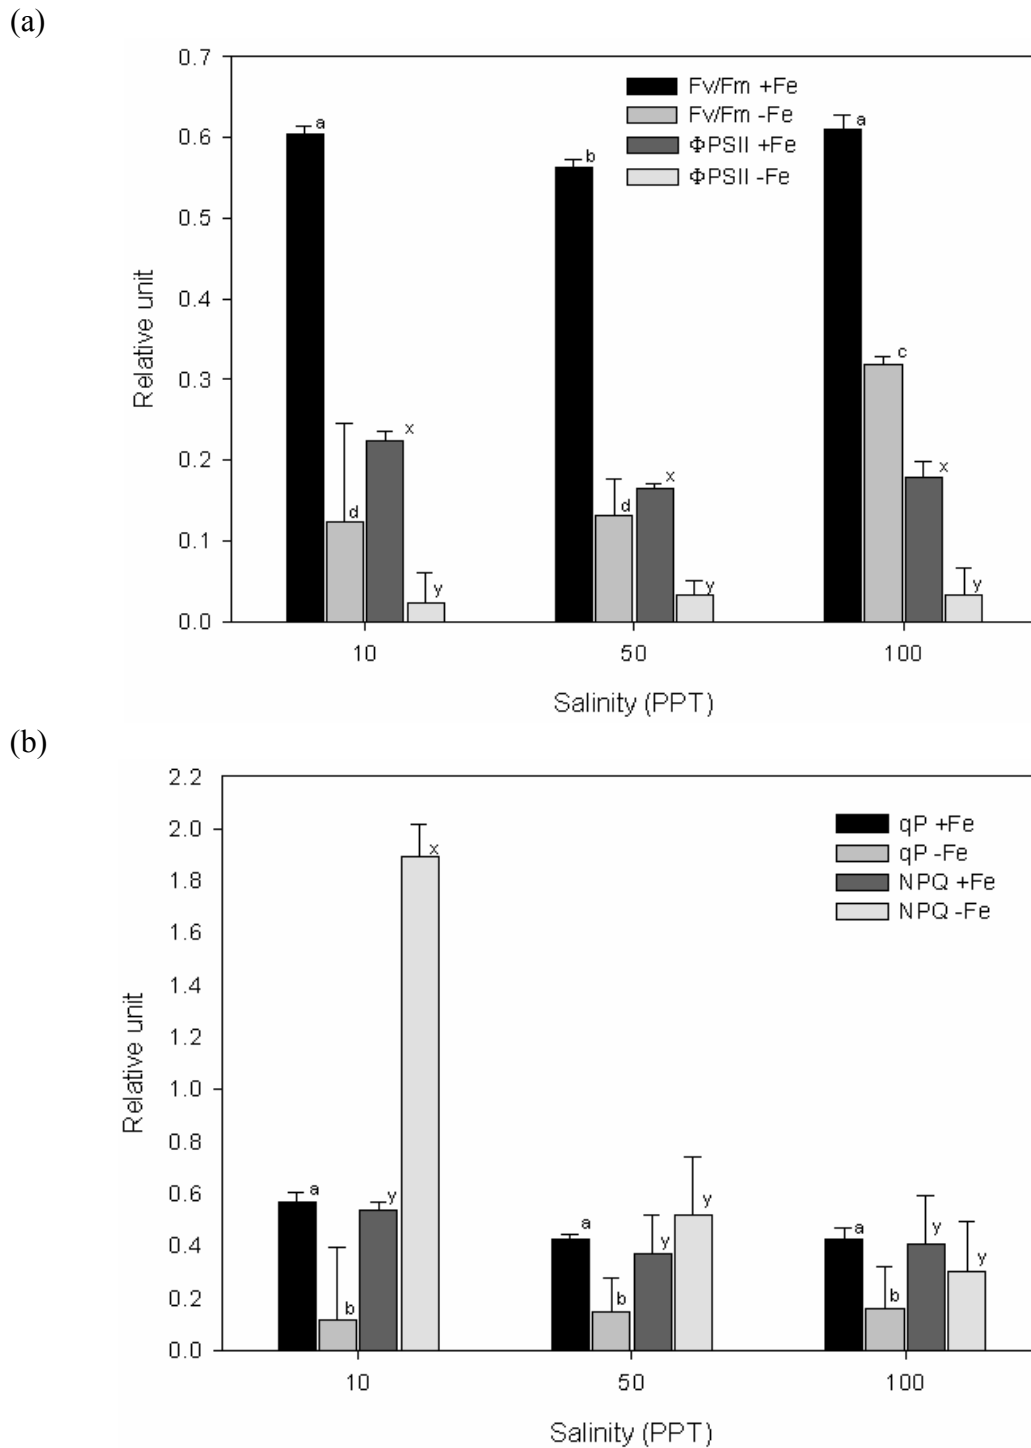 (a)
0.7
0.6
0.5
0.4
0.3
0.2
0.1
0.0
Relative unit
Fv/Fm +Fe
Fv/Fm -Fe
ΦPSII +Fe
ΦPSII -Fe
a
d
x
y
b
d
x
y
a
c
x
y
10 50 100
Salinity (PPT)
(b)
2.2
2.0
1.8
1.6
1.4
1.2
1.0
0.8
0.6
0.4
0.2
0.0
Relative unit
qP +Fe
qP -Fe
NPQ +Fe
NPQ -Fe
a
b
y
x
a
b
y
y
a
b
y
y
10 50 100
Salinity (PPT)